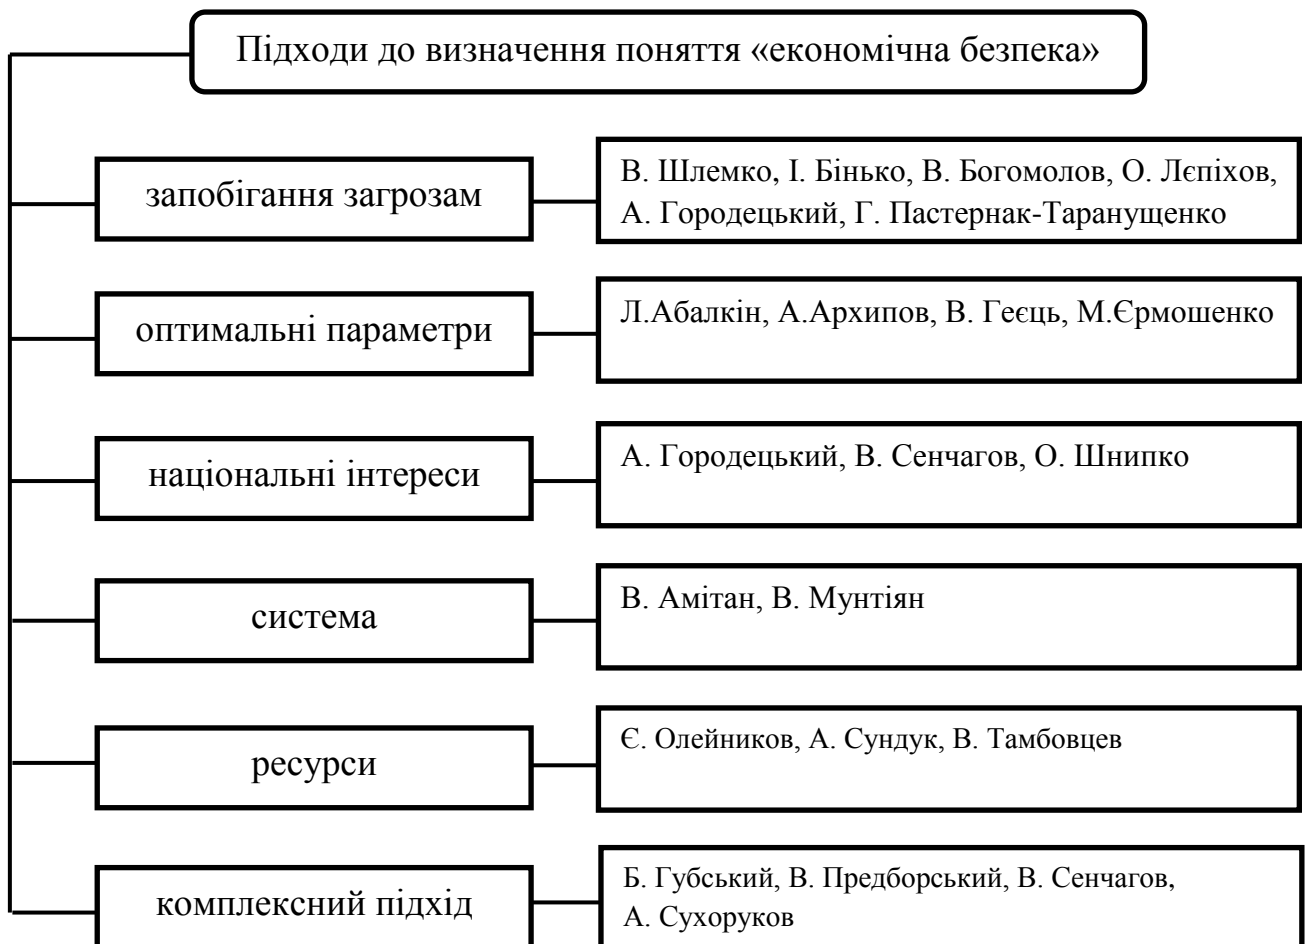 Підходи до визначення поняття «економічна безпека»
запобігання загрозам
В. Шлемко, І. Бінько, В. Богомолов, О. Лєпіхов,
А. Городецький, Г. Пастернак-Таранущенко
оптимальні параметри
Л.Абалкін, А.Архипов, В. Геєць, М.Єрмошенко
національні інтереси
А. Городецький, В. Сенчагов, О. Шнипко
система
В. Амітан, В. Мунтіян
ресурси
Є. Олейников, А. Сундук, В. Тамбовцев
комплексний підхід
Б. Губський, В. Предборський, В. Сенчагов,
А. Сухоруков